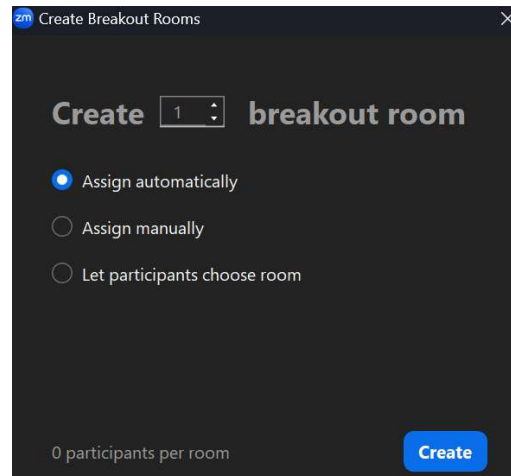 zm Create Breakout Rooms
Create 1 breakout room
Assign automatically
Assign manually
Let participants choose room
0 participants per room Create